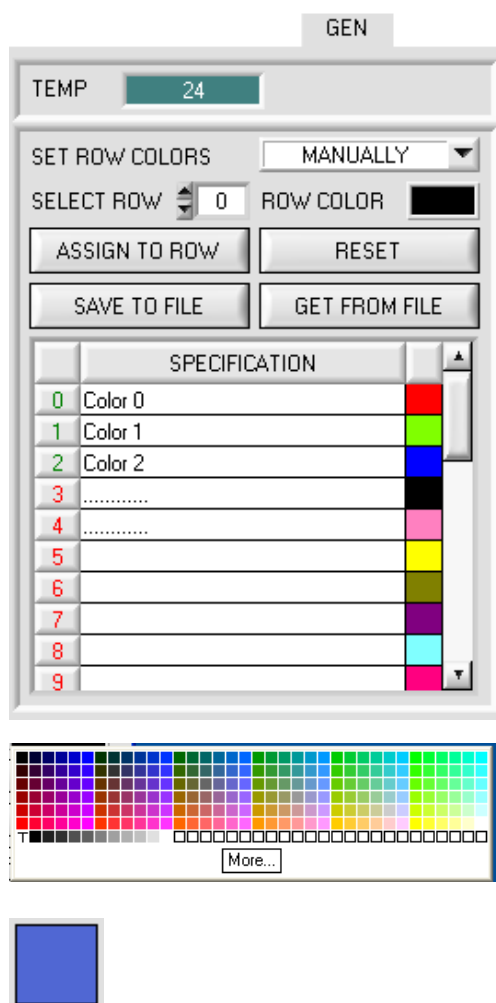 GEN
TEMP 24
SET ROW COLORS MANUALLY
SELECT ROW 0 ROW COLOR
ASSIGN TO ROW RESET
SAVE TO FILE GET FROM FILE
SPECIFICATION
0 Color 0
1 Color 1
2 Color 2
3 ............
4 ............
5
6
7
8
9
T
More...